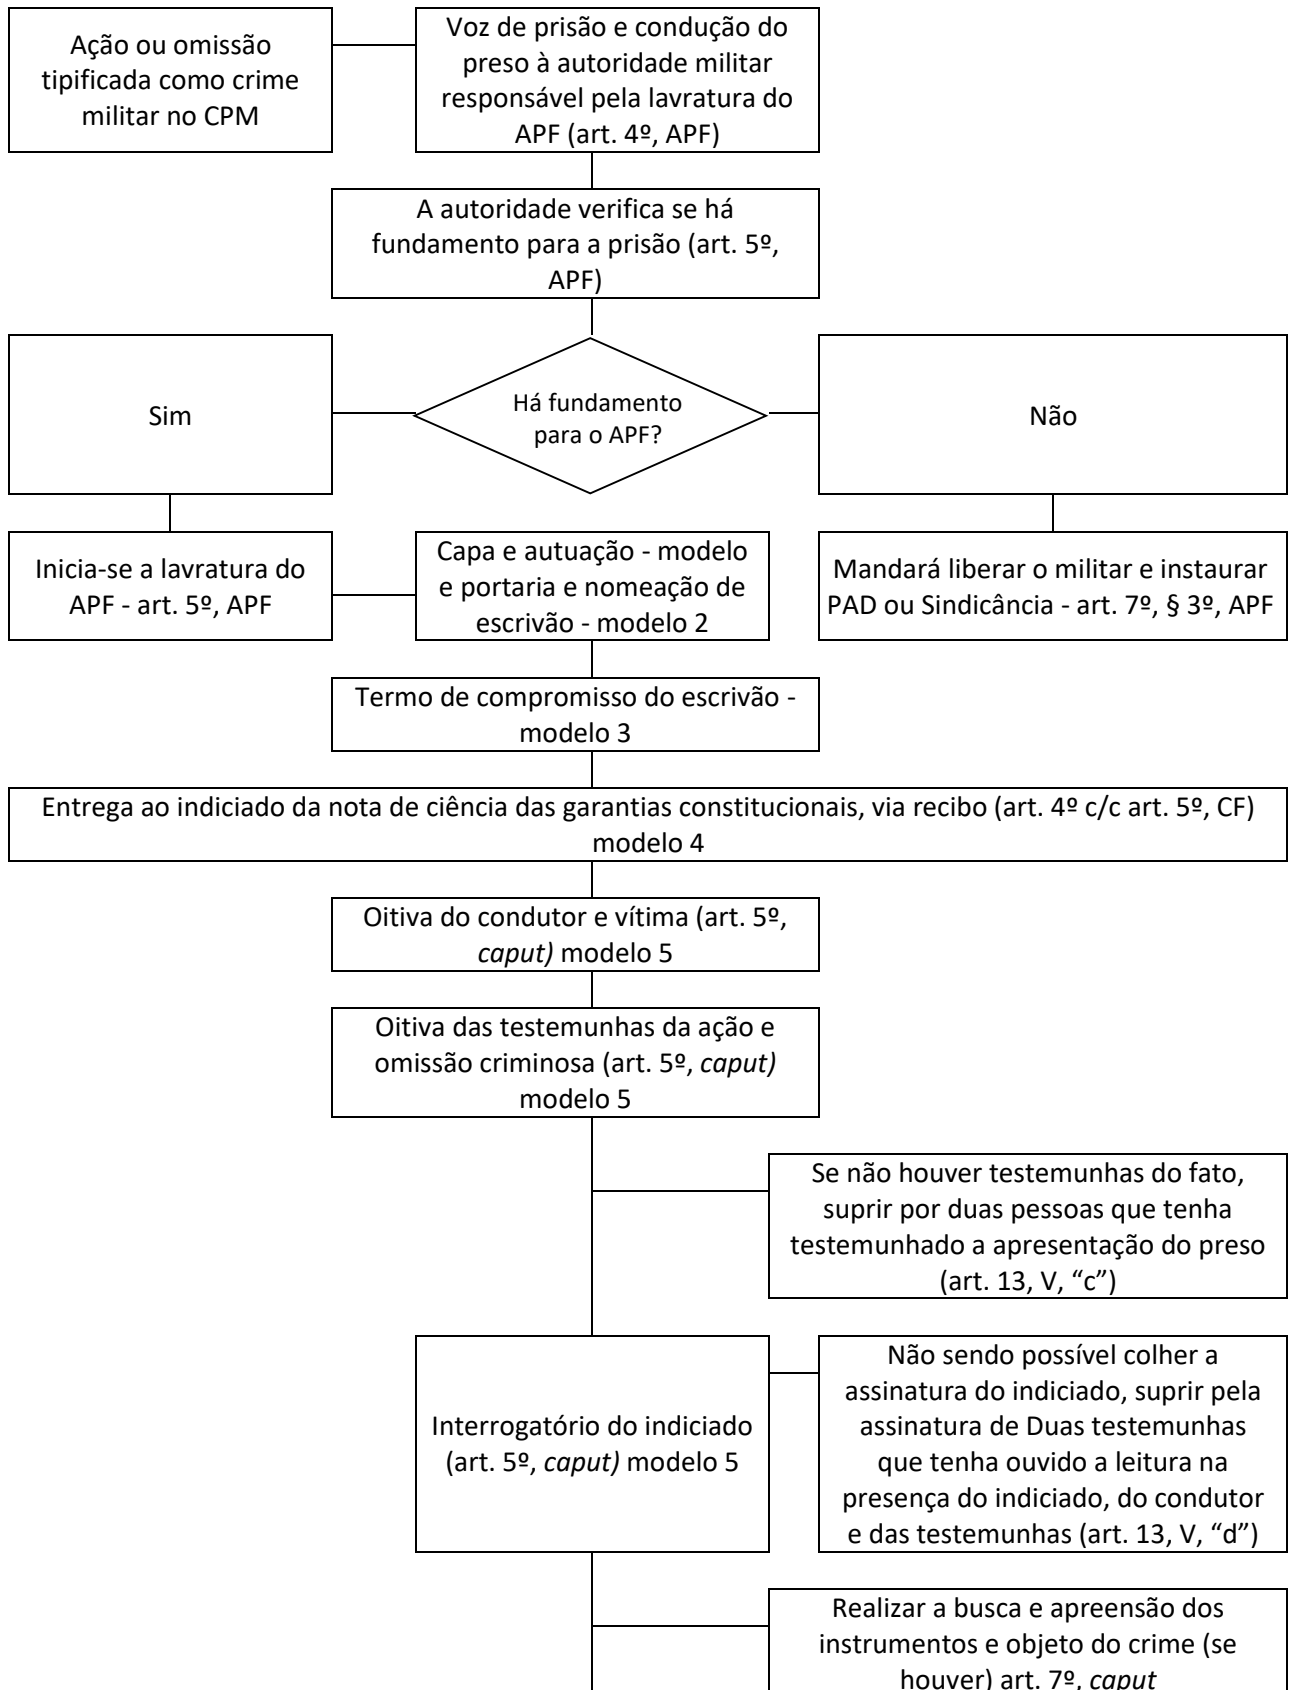 Ação ou omissão
tipificada como crime
militar no CPM
Voz de prisão e condução do
preso à autoridade militar
responsável pela lavratura do
APF (art. 4º, APF)
A autoridade verifica se há
fundamento para a prisão (art. 5º,
APF)
Sim
Há fundamento
para o APF?
Não
Inicia-se a lavratura do
APF - art. 5º, APF
Capa e autuação - modelo
e portaria e nomeação de
escrivão - modelo 2
Mandará liberar o militar e instaurar
PAD ou Sindicância - art. 7º, § 3º, APF
Termo de compromisso do escrivão -
modelo 3
Entrega ao indiciado da nota de ciência das garantias constitucionais, via recibo (art. 4º c/c art. 5º, CF)
modelo 4
Oitiva do condutor e vítima (art. 5º,
caput) modelo 5
Oitiva das testemunhas da ação e
omissão criminosa (art. 5º, caput)
modelo 5
Se não houver testemunhas do fato,
suprir por duas pessoas que tenha
testemunhado a apresentação do preso
(art. 13, V, “c”)
Interrogatório do indiciado
(art. 5º, caput) modelo 5
Não sendo possível colher a
assinatura do indiciado, suprir pela
assinatura de Duas testemunhas
que tenha ouvido a leitura na
presença do indiciado, do condutor
e das testemunhas (art. 13, V, “d”)
Realizar a busca e apreensão dos
instrumentos e objeto do crime (se
houver) art. 7º, caput